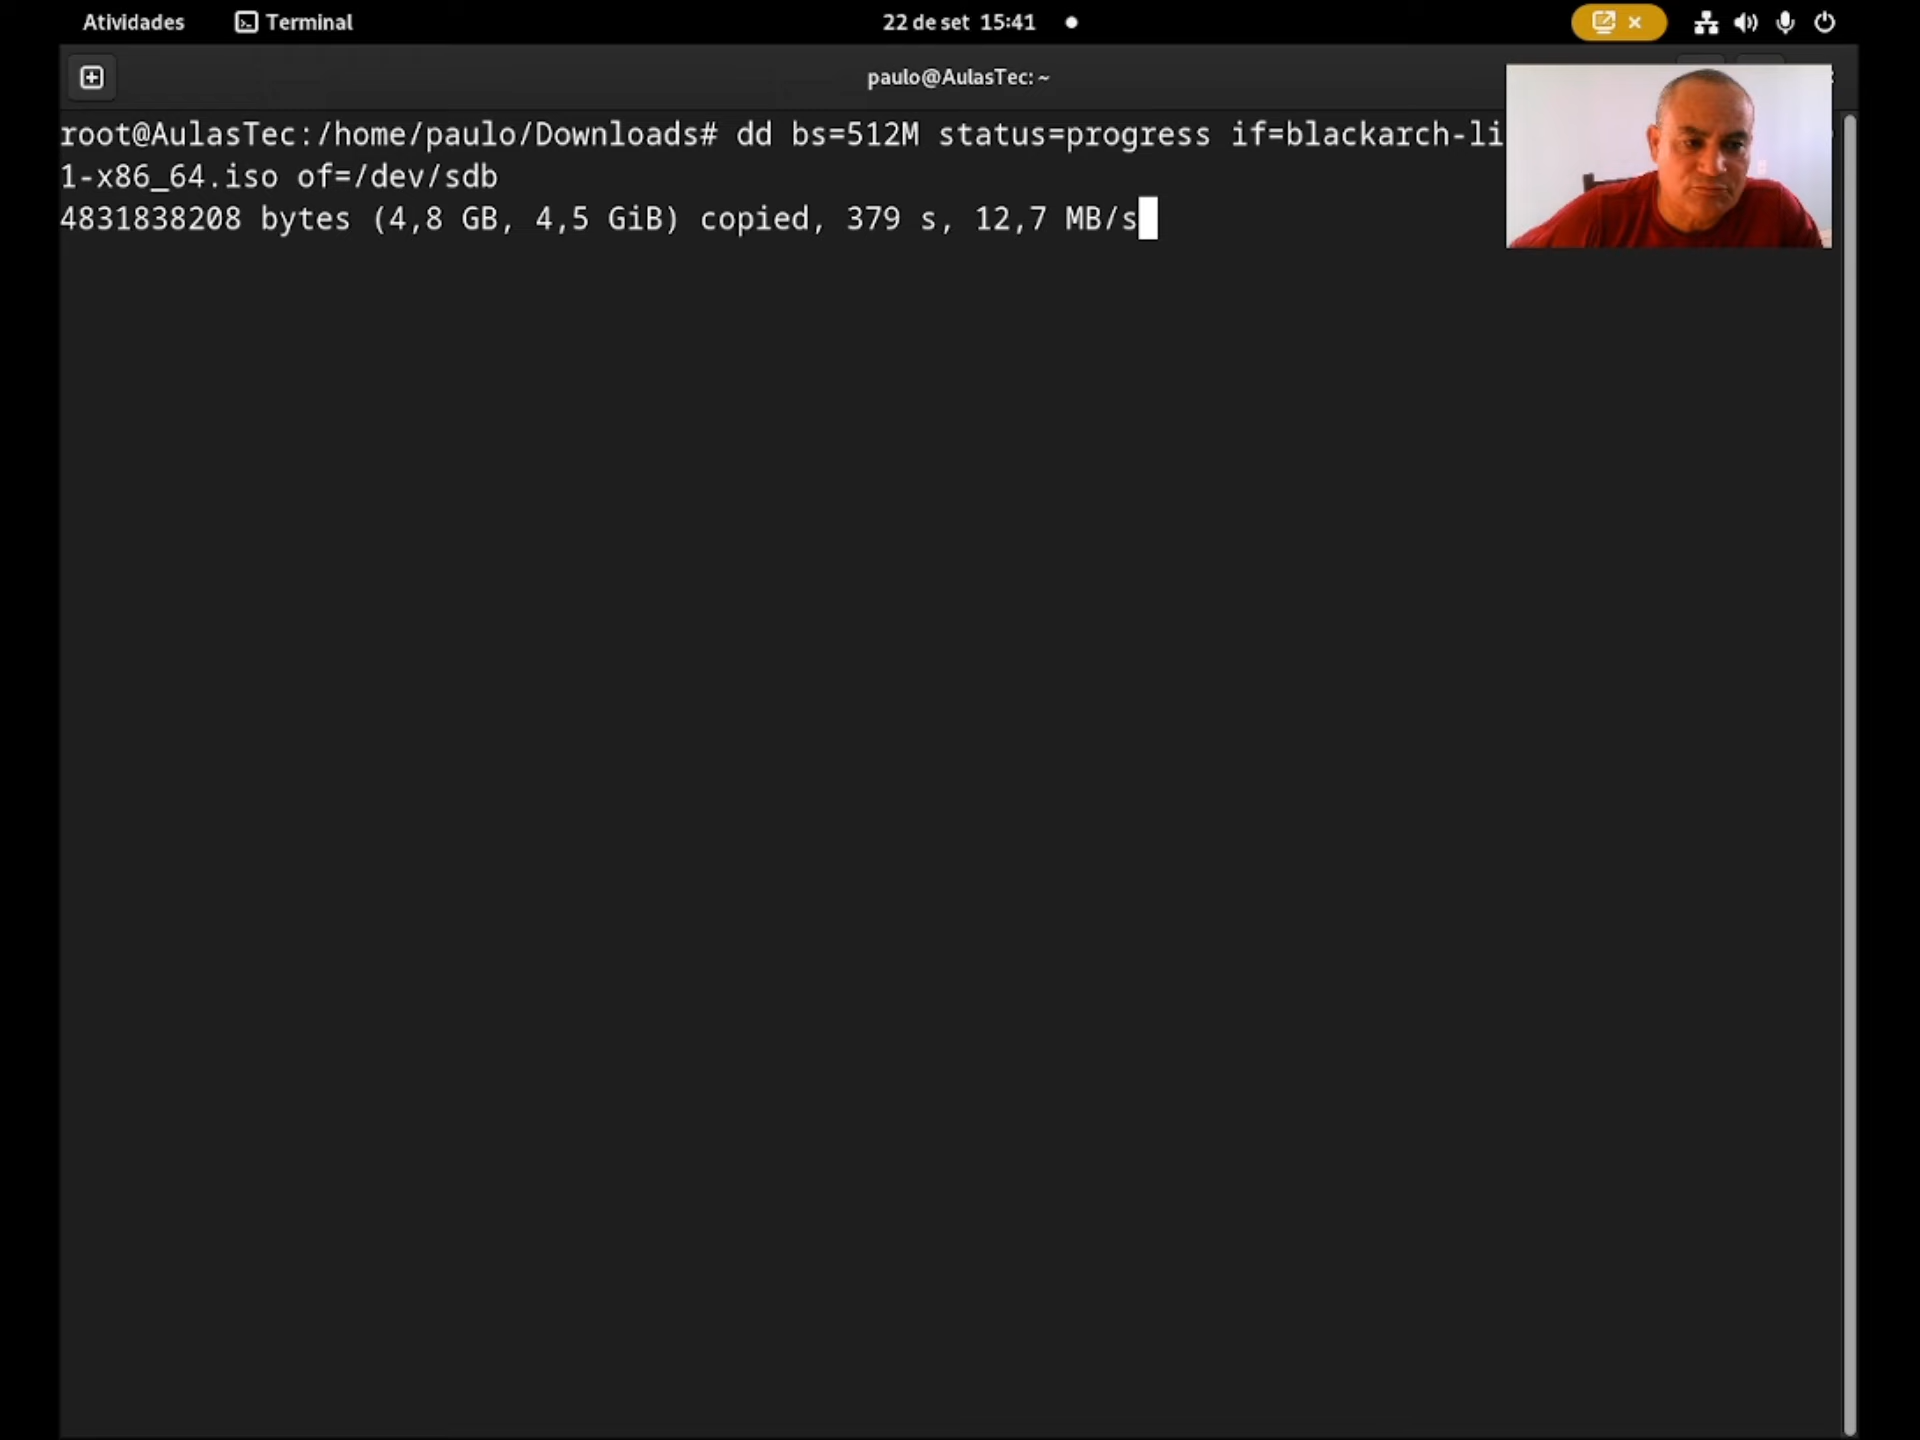 Atividades Terminal 22 de set 15:41
paulo@AulasTec: ~
root@AulasTec:/home/paulo/Downloads# dd bs=512M status=progress if=blackarch-li
1-x86_64.iso of=/dev/sdb
4831838208 bytes (4,8 GB, 4,5 GiB) copied, 379 s, 12,7 MB/s